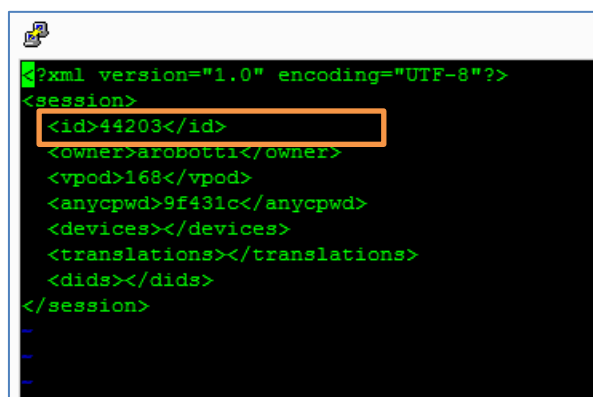 <?xml version="1.0" encoding="UTF-8"?>
<session>
<id>44203</id>
<owner>arobotti</owner>
<vpod>168</vpod>
<anycpwd>9f431c</anycpwd>
<devices></devices>
<translations></translations>
<dids></dids>
</session>
~
~
~